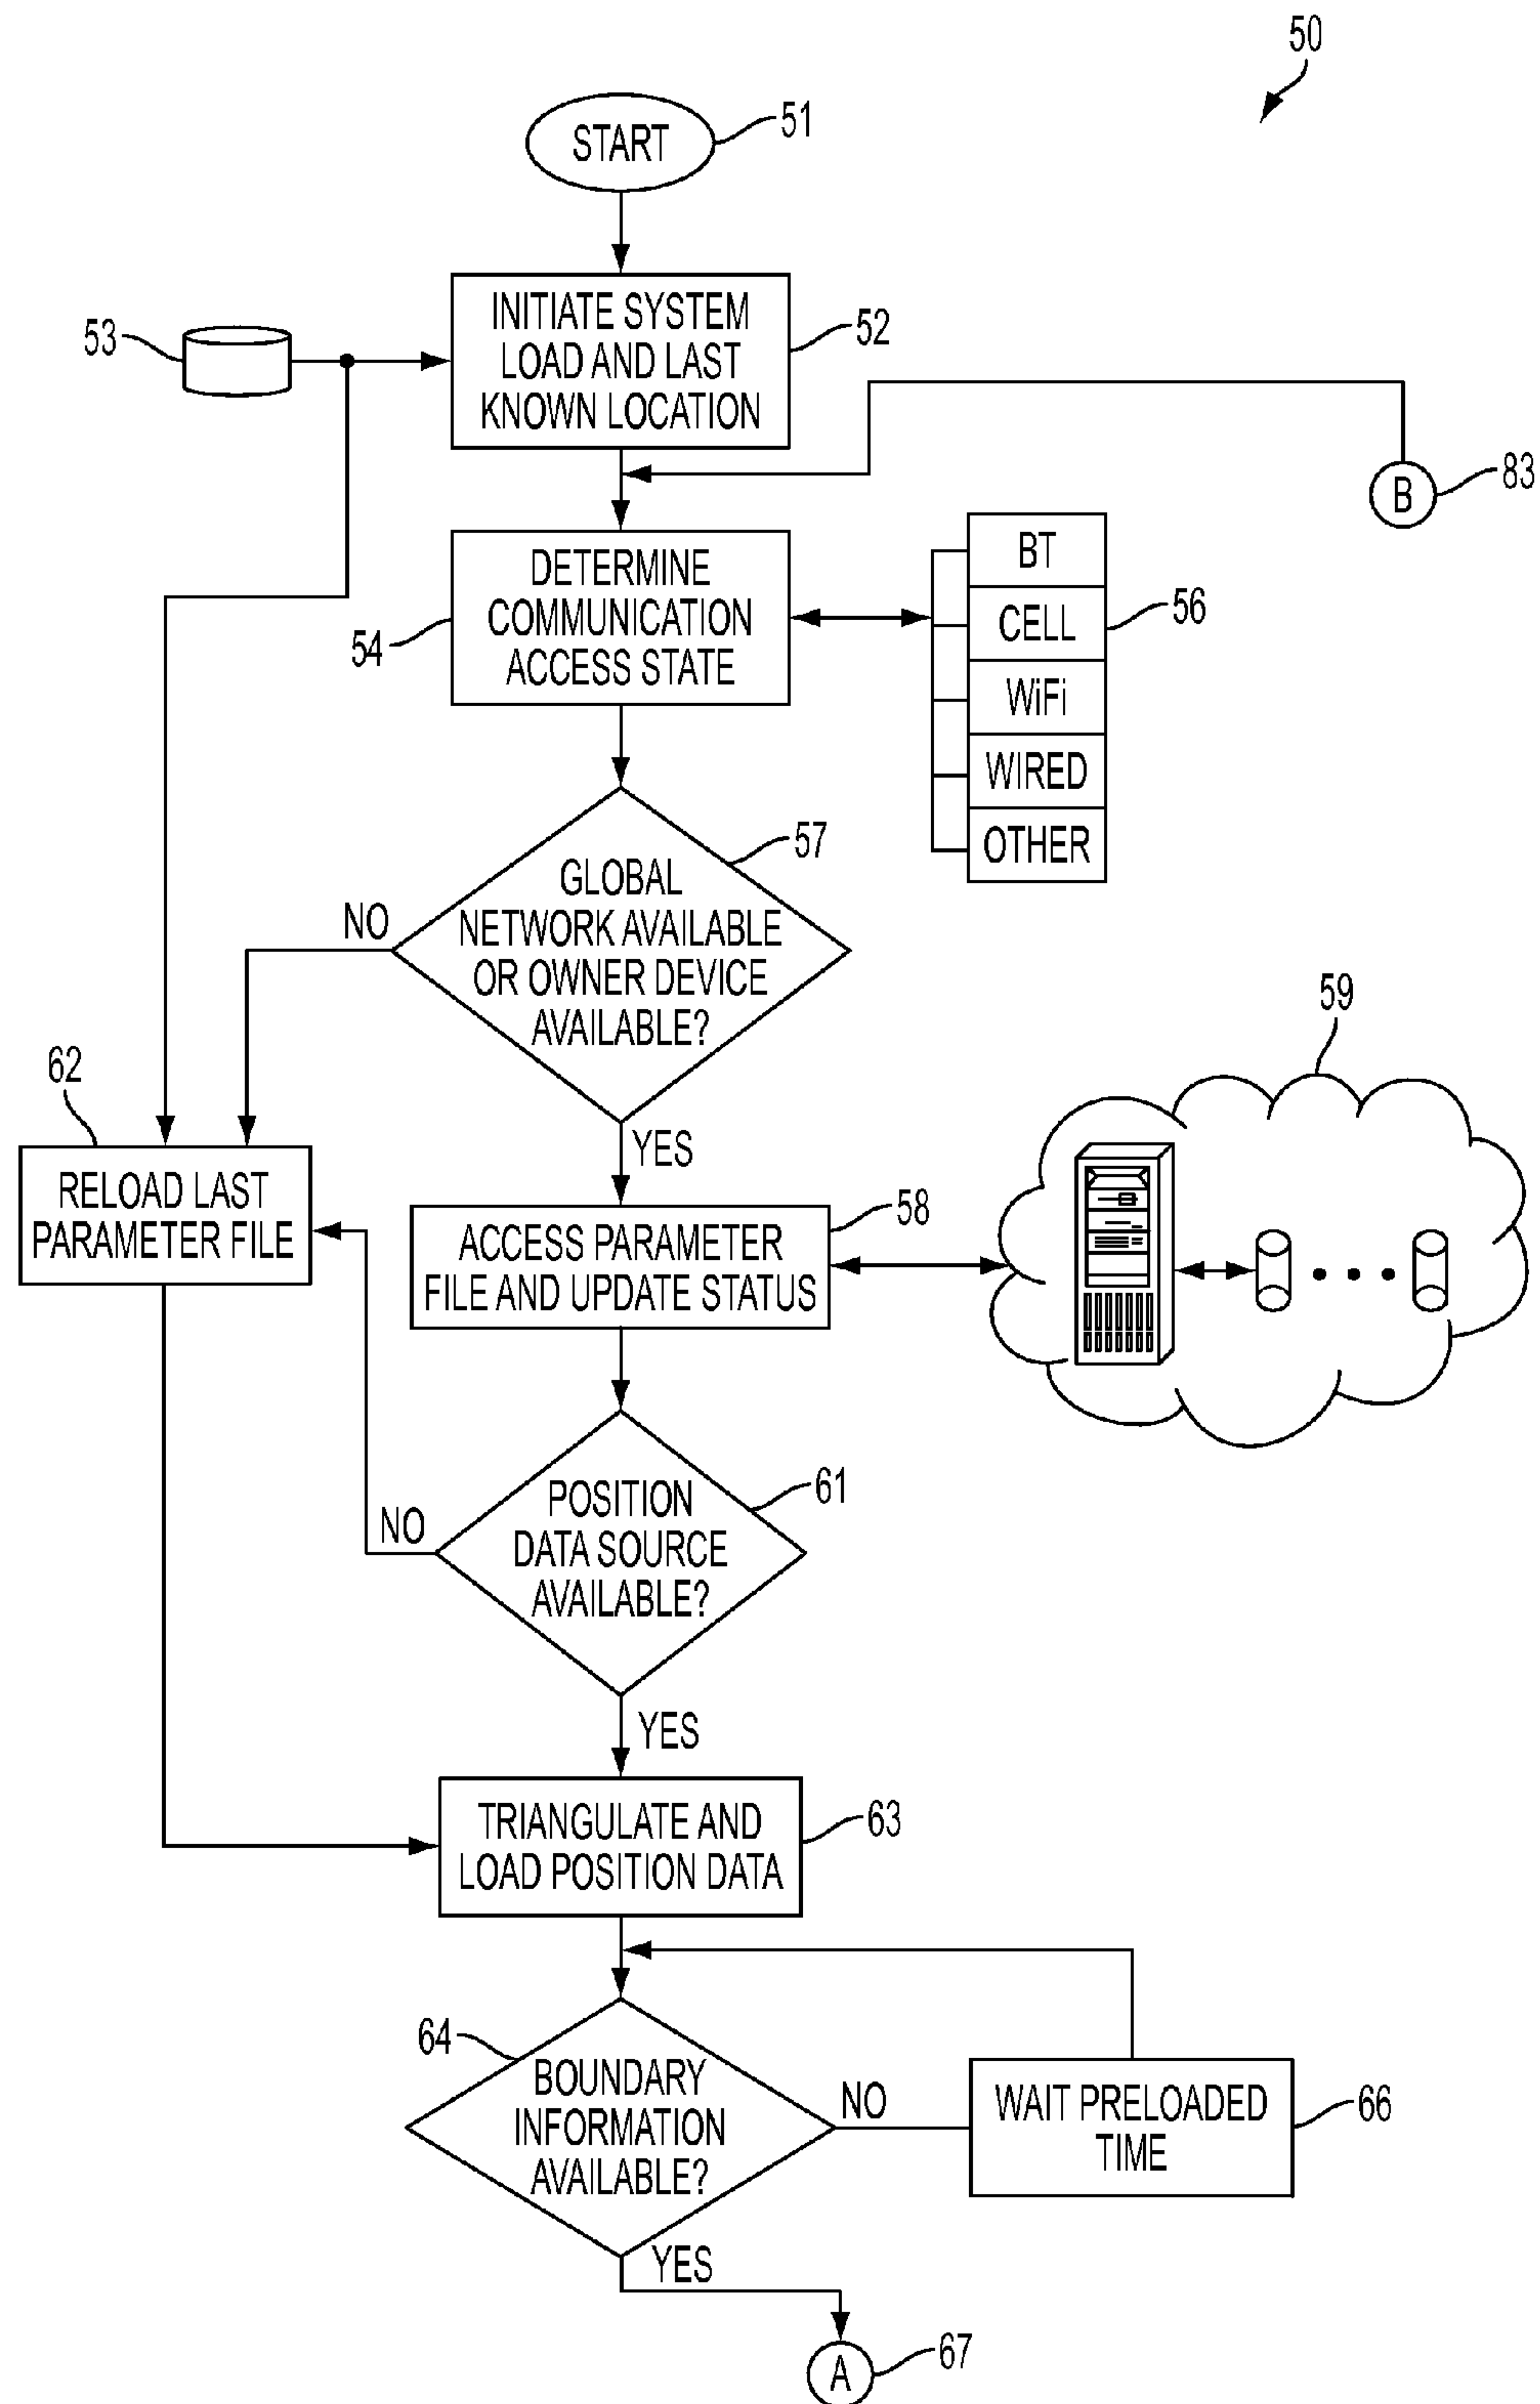 50
START
51
INITIATE SYSTEM
LOAD AND LAST
KNOWN LOCATION
52
53
B
83
DETERMINE
COMMUNICATION
ACCESS STATE
54
BT
CELL
WiFi
WIRED
OTHER
56
GLOBAL
NETWORK AVAILABLE
OR OWNER DEVICE
AVAILABLE?
57
NO
YES
59
62
RELOAD LAST
PARAMETER FILE
ACCESS PARAMETER
FILE AND UPDATE STATUS
58
POSITION
DATA SOURCE
AVAILABLE?
61
NO
YES
TRIANGULATE AND
LOAD POSITION DATA
63
64
BOUNDARY
INFORMATION
AVAILABLE?
NO
WAIT PRELOADED
TIME
66
YES
A
67